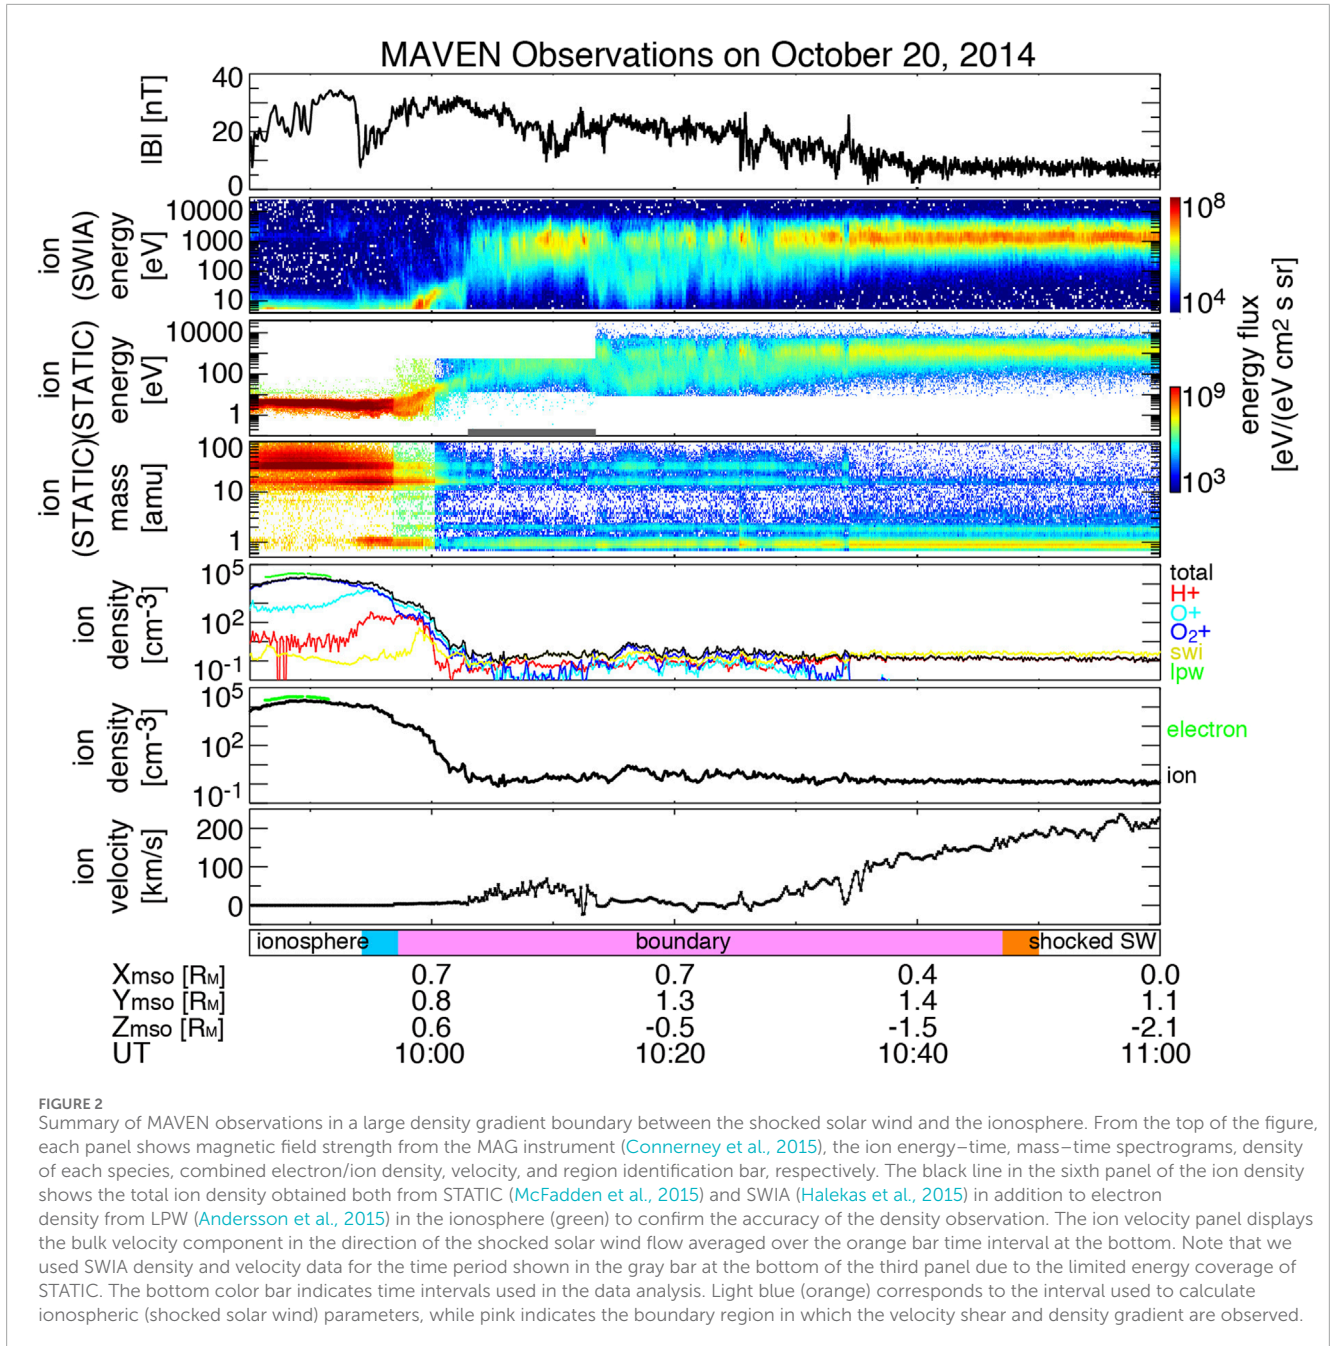 MAVEN Observations on October 20, 2014
|B| [nT]
40
20
0
ion
(SWIA)
energy
[eV]
10000
1000
100
10
10^8
10^4
ion
(STATIC)
energy
[eV]
10000
100
1
10^9
10^3
energy flux
[eV/(eV cm2 s sr]
ion
(STATIC)
mass
[amu]
100
10
1
ion
density
[cm-3]
10^5
10^2
10^-1
total
H+
O+
O2+
swi
lpw
ion
density
[cm-3]
10^5
10^2
10^-1
electron
ion
ion
velocity
[km/s]
200
100
0
ionosphere boundary shocked SW
Xmso [RM] 0.7 0.7 0.4 0.0
Ymso [RM] 0.8 1.3 1.4 1.1
Zmso [RM] 0.6 -0.5 -1.5 -2.1
UT 10:00 10:20 10:40 11:00
FIGURE 2
Summary of MAVEN observations in a large density gradient boundary between the shocked solar wind and the ionosphere. From the top of the figure,
each panel shows magnetic field strength from the MAG instrument (Connerney et al., 2015), the ion energy–time, mass–time spectrograms, density
of each species, combined electron/ion density, velocity, and region identification bar, respectively. The black line in the sixth panel of the ion density
shows the total ion density obtained both from STATIC (McFadden et al., 2015) and SWIA (Halekas et al., 2015) in addition to electron
density from LPW (Andersson et al., 2015) in the ionosphere (green) to confirm the accuracy of the density observation. The ion velocity panel displays
the bulk velocity component in the direction of the shocked solar wind flow averaged over the orange bar time interval at the bottom. Note that we
used SWIA density and velocity data for the time period shown in the gray bar at the bottom of the third panel due to the limited energy coverage of
STATIC. The bottom color bar indicates time intervals used in the data analysis. Light blue (orange) corresponds to the interval used to calculate
ionospheric (shocked solar wind) parameters, while pink indicates the boundary region in which the velocity shear and density gradient are observed.